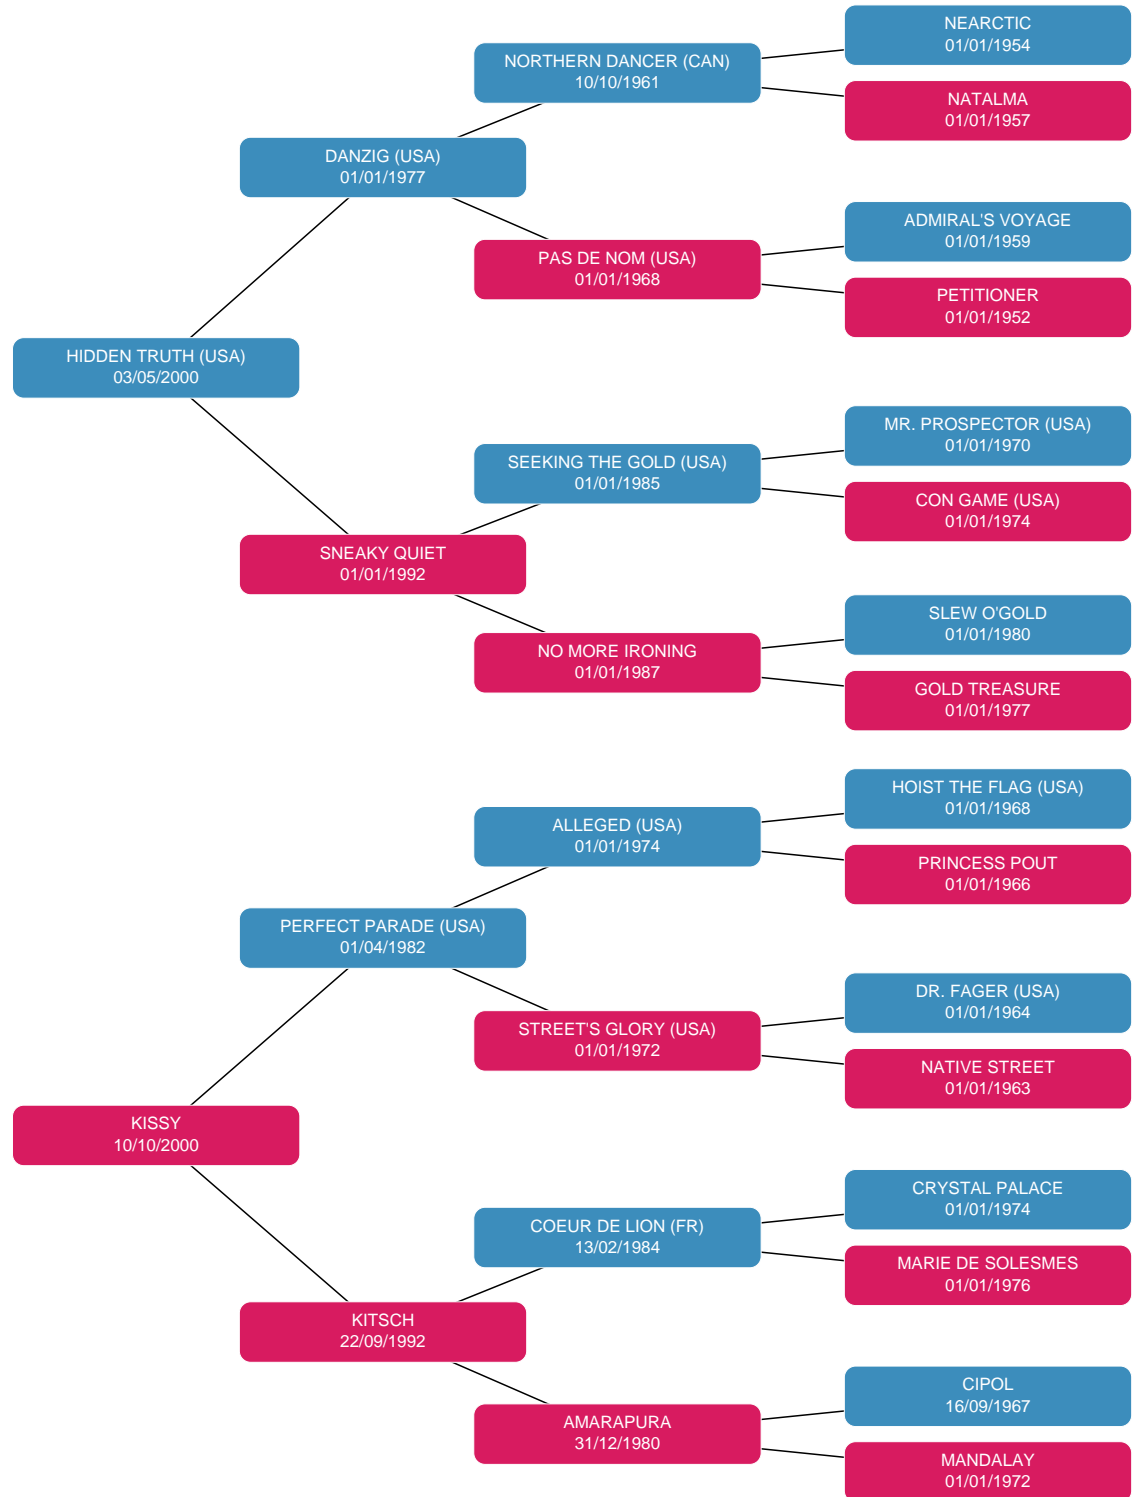 NEARCTIC
01/01/1954
NORTHERN DANCER (CAN)
10/10/1961
NATALMA
01/01/1957
DANZIG (USA)
01/01/1977
ADMIRAL'S VOYAGE
01/01/1959
PAS DE NOM (USA)
01/01/1968
PETITIONER
01/01/1952
HIDDEN TRUTH (USA)
03/05/2000
MR. PROSPECTOR (USA)
01/01/1970
SEEKING THE GOLD (USA)
01/01/1985
CON GAME (USA)
01/01/1974
SNEAKY QUIET
01/01/1992
SLEW O'GOLD
01/01/1980
NO MORE IRONING
01/01/1987
GOLD TREASURE
01/01/1977
HOIST THE FLAG (USA)
01/01/1968
ALLEGED (USA)
01/01/1974
PRINCESS POUT
01/01/1966
PERFECT PARADE (USA)
01/04/1982
DR. FAGER (USA)
01/01/1964
STREET'S GLORY (USA)
01/01/1972
NATIVE STREET
01/01/1963
KISSY
10/10/2000
CRYSTAL PALACE
01/01/1974
COEUR DE LION (FR)
13/02/1984
MARIE DE SOLESMES
01/01/1976
KITSCH
22/09/1992
CIPOL
16/09/1967
AMARAPURA
31/12/1980
MANDALAY
01/01/1972